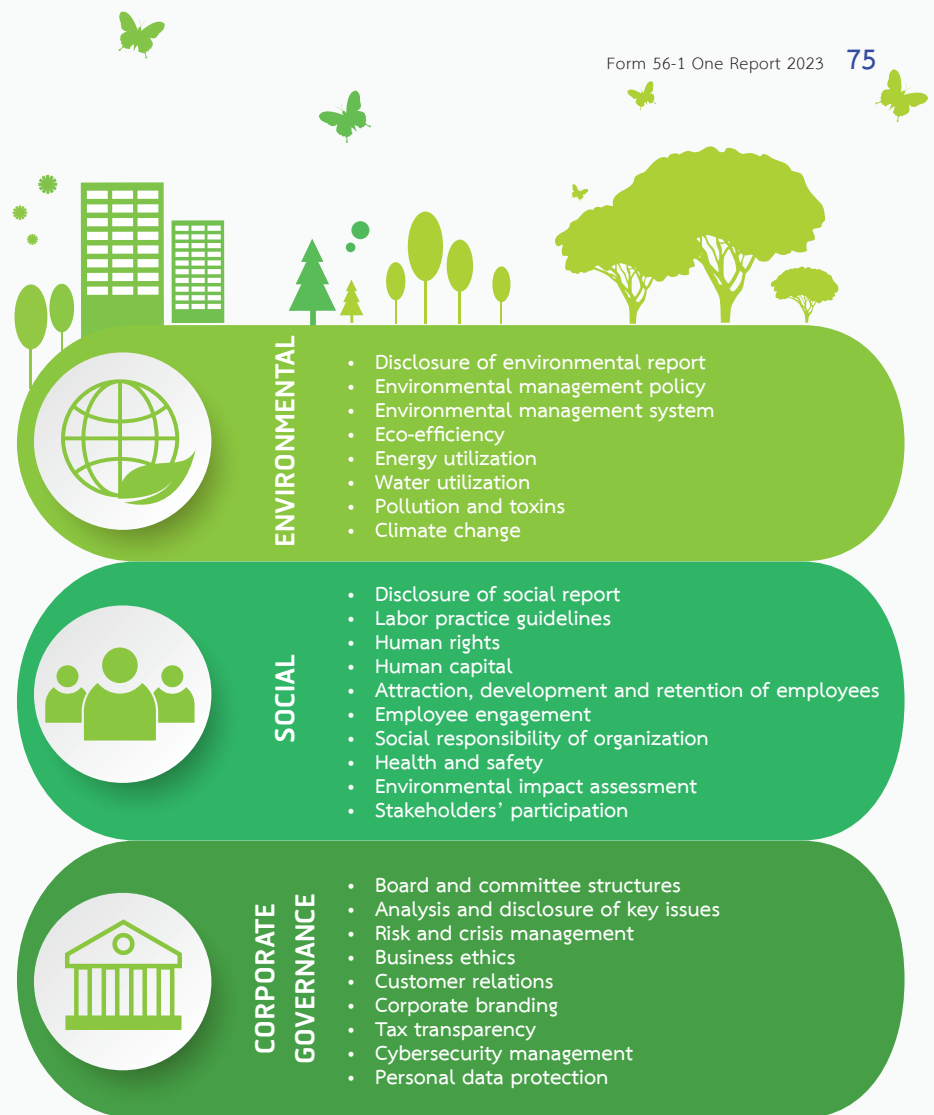 Form 56-1 One Report 2023 75
ENVIRONMENTAL
• Disclosure of environmental report
• Environmental management policy
• Environmental management system
• Eco-efficiency
• Energy utilization
• Water utilization
• Pollution and toxins
• Climate change
SOCIAL
• Disclosure of social report
• Labor practice guidelines
• Human rights
• Human capital
• Attraction, development and retention of employees
• Employee engagement
• Social responsibility of organization
• Health and safety
• Environmental impact assessment
• Stakeholders’ participation
CORPORATE
GOVERNANCE
• Board and committee structures
• Analysis and disclosure of key issues
• Risk and crisis management
• Business ethics
• Customer relations
• Corporate branding
• Tax transparency
• Cybersecurity management
• Personal data protection